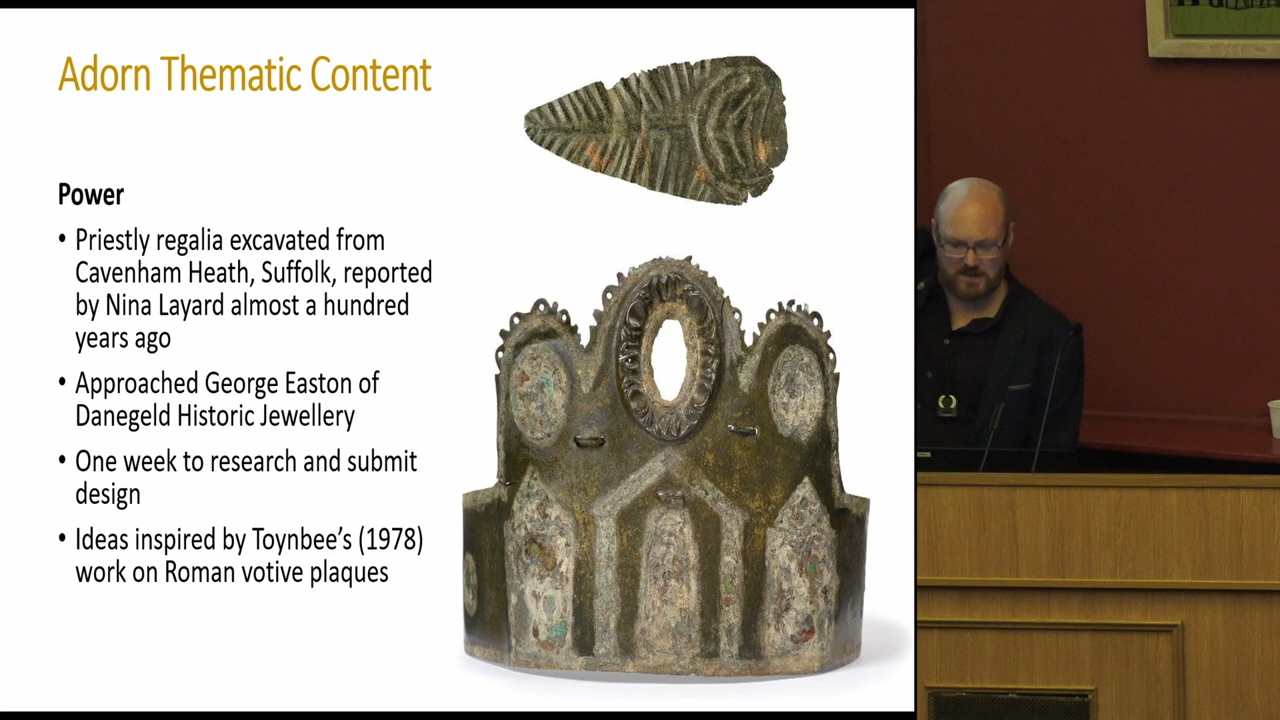 Adorn Thematic Content
Power
• Priestly regalia excavated from
Cavenham Heath, Suffolk, reported
by Nina Layard almost a hundred
years ago
• Approached George Easton of
Danegeld Historic Jewellery
• One week to research and submit
design
• Ideas inspired by Toynbee’s (1978)
work on Roman votive plaques